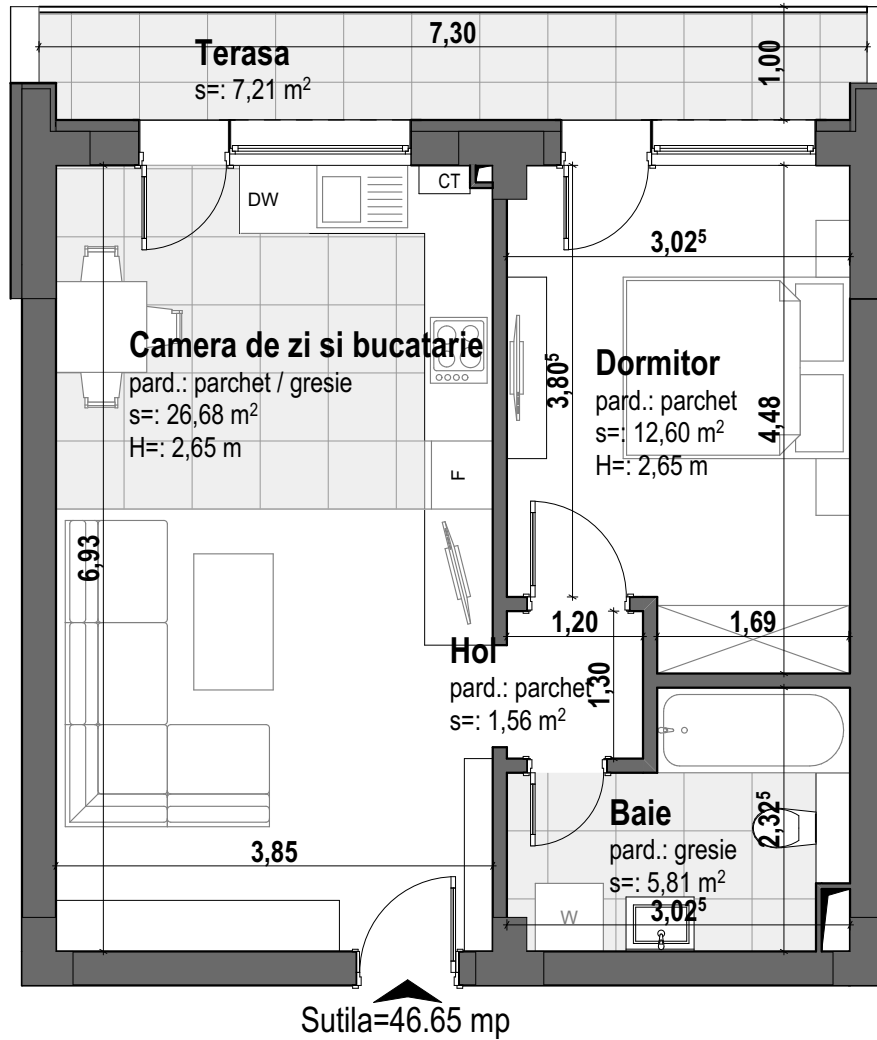 7,30
1,00
Terasa
s=: 7,21 m²
DW
CT
3,02⁵
Camera de zi si bucatarie
pard.: parchet / gresie
s=: 26,68 m²
H=: 2,65 m
3,80⁵
Dormitor
pard.: parchet
s=: 12,60 m²
H=: 2,65 m
4,48
F
6,93
1,20
1,69
Hol
pard.: parchet
s=: 1,56 m²
1,30
Baie
pard.: gresie
s=: 5,81 m²
2,32⁵
3,85
W
3,02⁵
Sutila=46.65 mp